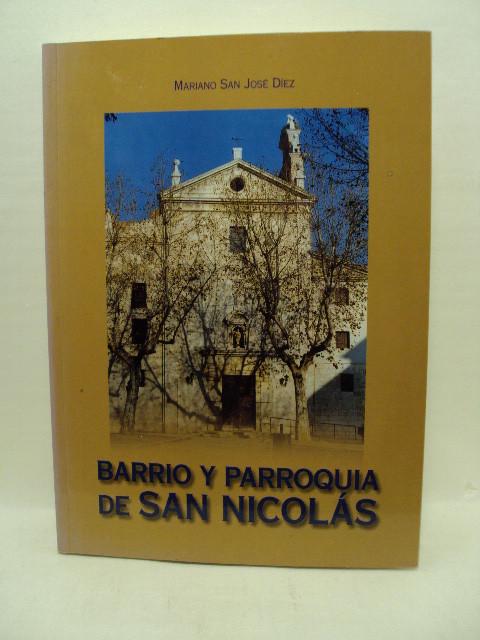 MARIANO SAN JOSÉ DÍEZ
BARRIO Y PARROQUIA
DE SAN NICOLÁS